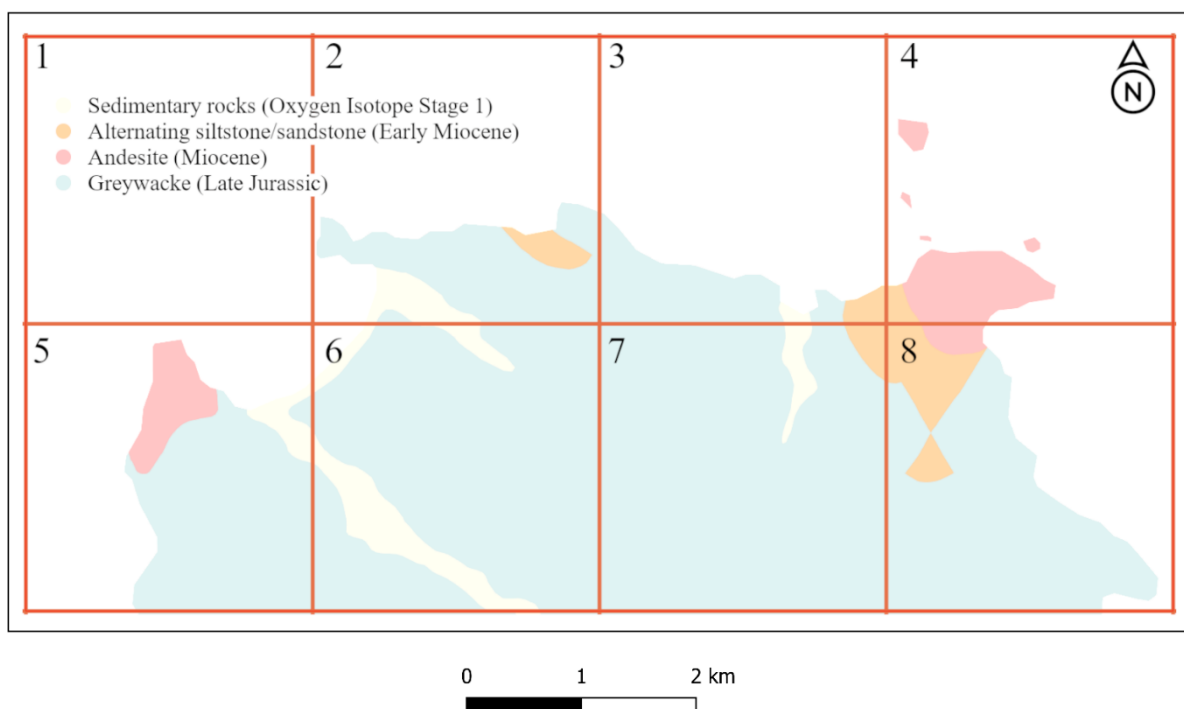 1 2 3 4
N
Sedimentary rocks (Oxygen Isotope Stage 1)
Alternating siltstone/sandstone (Early Miocene)
Andesite (Miocene)
Greywacke (Late Jurassic)
5 6 7 8
0 1 2 km